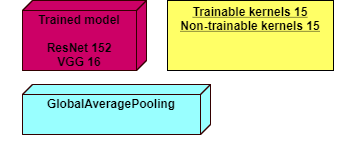 Trained model
ResNet 152
VGG 16
Trainable kernels 15
Non-trainable kernels 15
GlobalAveragePooling